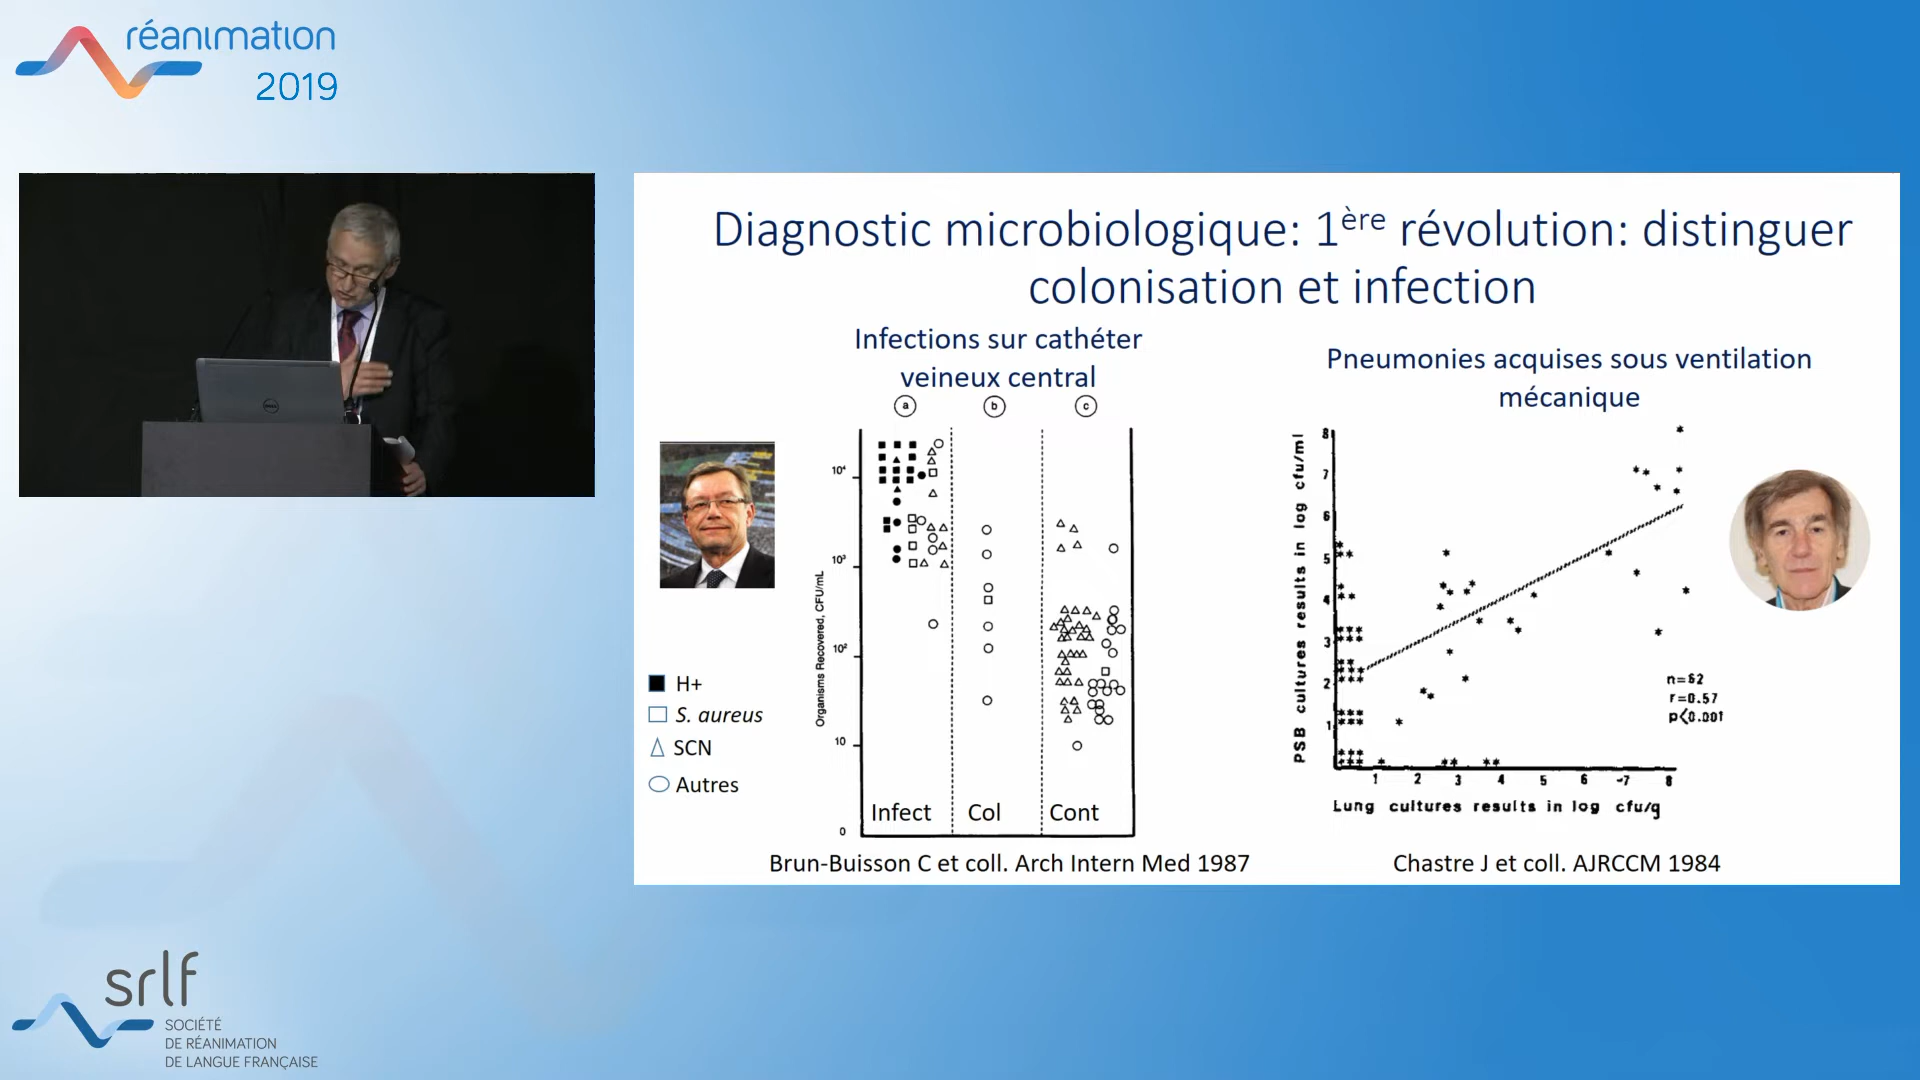 réanimation
2019
Diagnostic microbiologique: 1ère révolution: distinguer
colonisation et infection
Infections sur cathéter
veineux central
a b c
Organisms Recovered, CFU/mL
10⁴
10³
10²
10
0
Infect Col Cont
H+
S. aureus
SCN
Autres
Brun-Buisson C et coll. Arch Intern Med 1987
Pneumonies acquises sous ventilation
mécanique
PSB cultures results in log cfu/ml
8
7
6
5
4
3
2
1
n=62
r=0.57
p<0.001
1 2 3 4 5 6 7 8
Lung cultures results in log cfu/g
Chastre J et coll. AJRCCM 1984
DELL
srlf
SOCIÉTÉ
DE RÉANIMATION
DE LANGUE FRANÇAISE